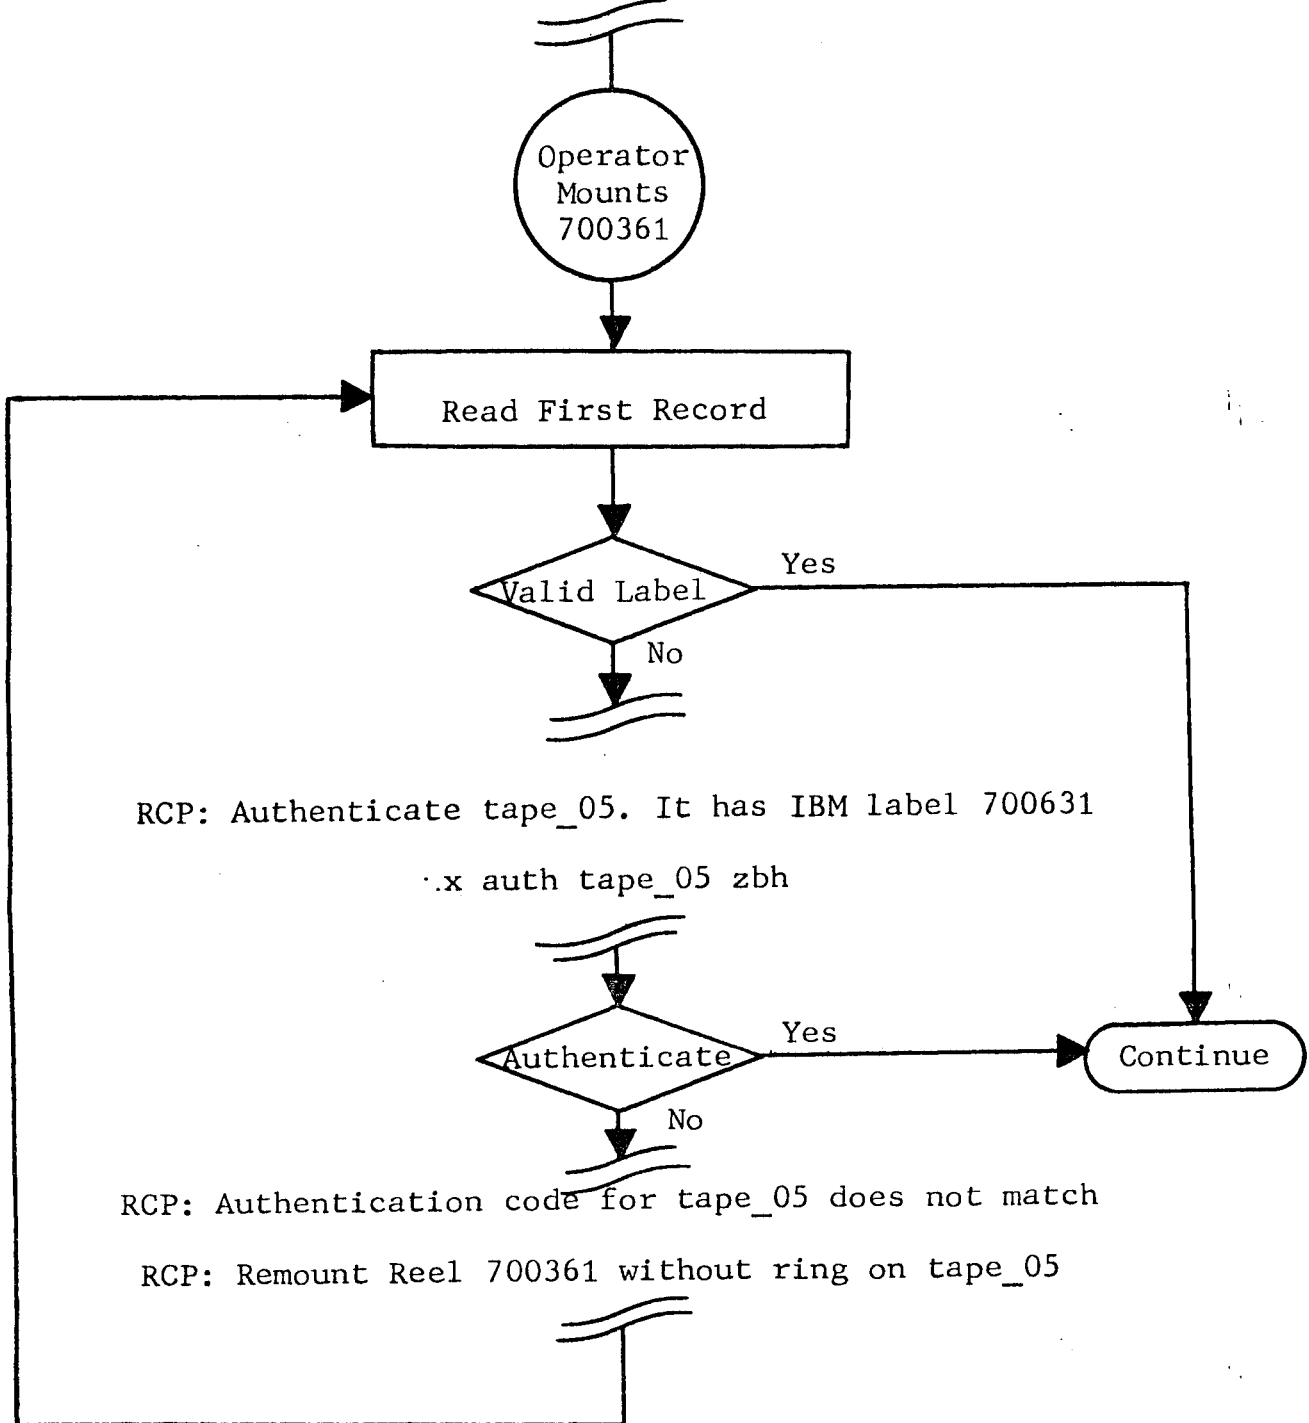 Operator
Mounts
700361
Read First Record
Valid Label
Yes
No
RCP: Authenticate tape_05. It has IBM label 700631
.x auth tape_05 zbh
Authenticate
Yes
Continue
No
RCP: Authentication code for tape_05 does not match
RCP: Remount Reel 700361 without ring on tape_05